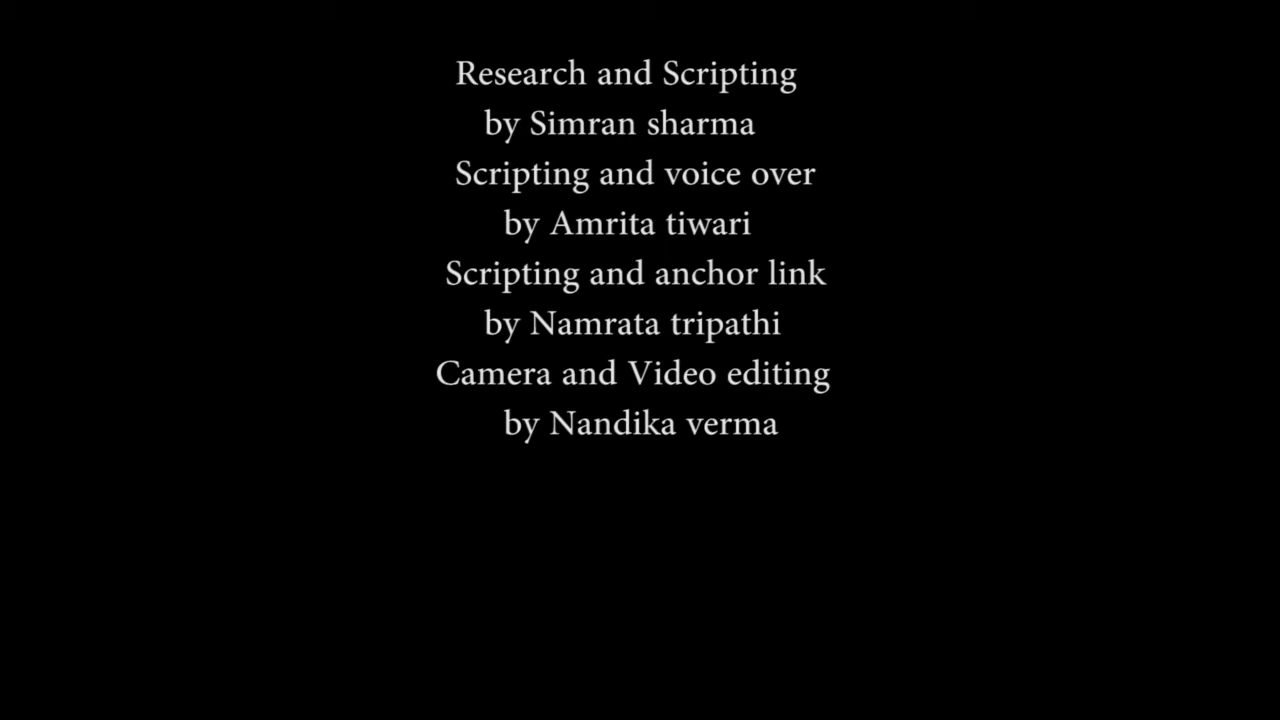 Research and Scripting
by Simran sharma
Scripting and voice over
by Amrita tiwari
Scripting and anchor link
by Namrata tripathi
Camera and Video editing
by Nandika verma